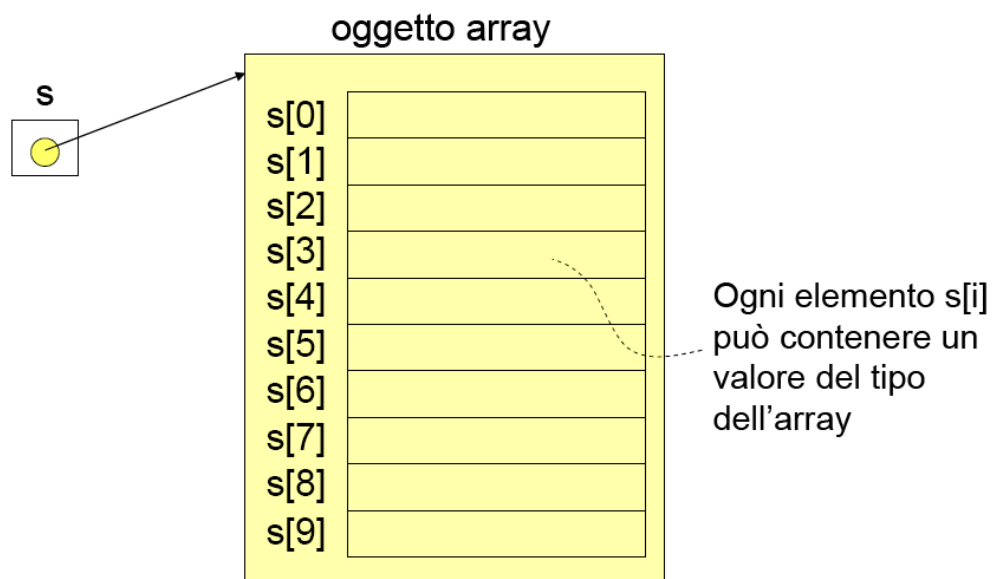 oggetto array
s
s[0]
s[1]
s[2]
s[3]
s[4]
s[5]
s[6]
s[7]
s[8]
s[9]
Ogni elemento s[i]
può contenere un
valore del tipo
dell’array